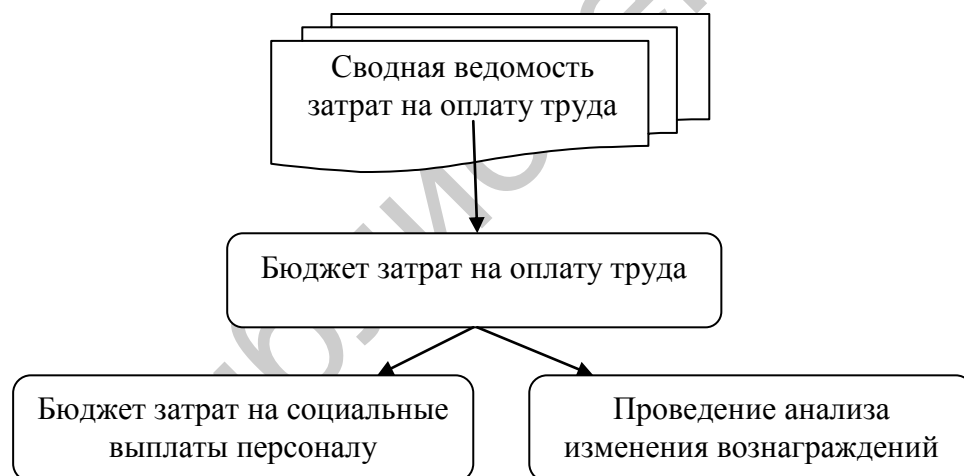 Сводная ведомость
затрат на оплату труда
Бюджет затрат на оплату труда
Бюджет затрат на социальные
выплаты персоналу
Проведение анализа
изменения вознаграждений